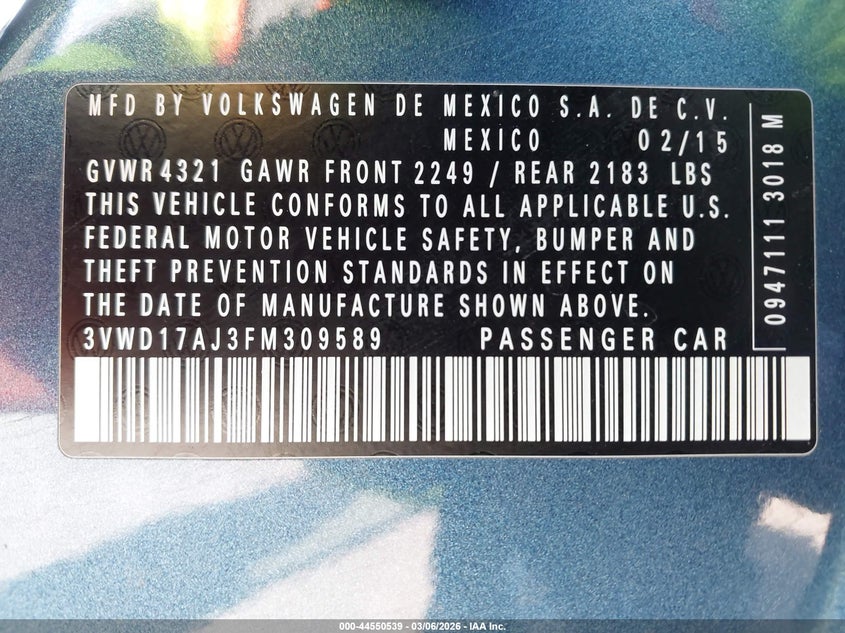 MFD BY VOLKSWAGEN DE MEXICO S.A. DE C.V.
MEXICO 02/15
GVWR 4321 GAWR FRONT 2249 / REAR 2183 LBS
THIS VEHICLE CONFORMS TO ALL APPLICABLE U.S.
FEDERAL MOTOR VEHICLE SAFETY, BUMPER AND
THEFT PREVENTION STANDARDS IN EFFECT ON
THE DATE OF MANUFACTURE SHOWN ABOVE.
3VWD17AJ3FM309589 PASSENGER CAR
0947111 3018 M
000-44550539 - 03/06/2026 - IAA Inc.